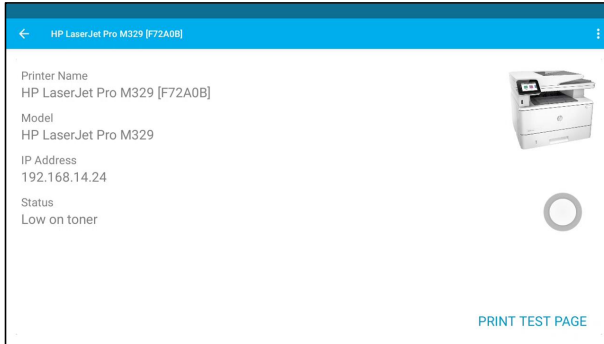 HP LaserJet Pro M329 [F72A0B]
Printer Name
HP LaserJet Pro M329 [F72A0B]
Model
HP LaserJet Pro M329
IP Address
192.168.14.24
Status
Low on toner
PRINT TEST PAGE